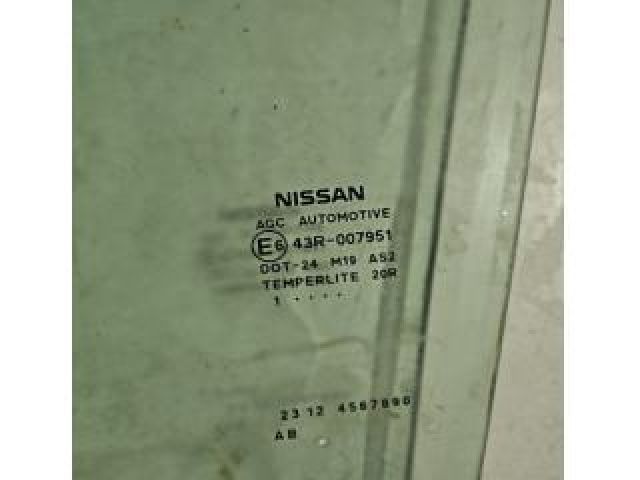 NISSAN
AGC AUTOMOTIVE
E6 43R-007951
DOT-24 M19 AS2
TEMPERLITE 20R
1 ····
23 12 4567890
AB